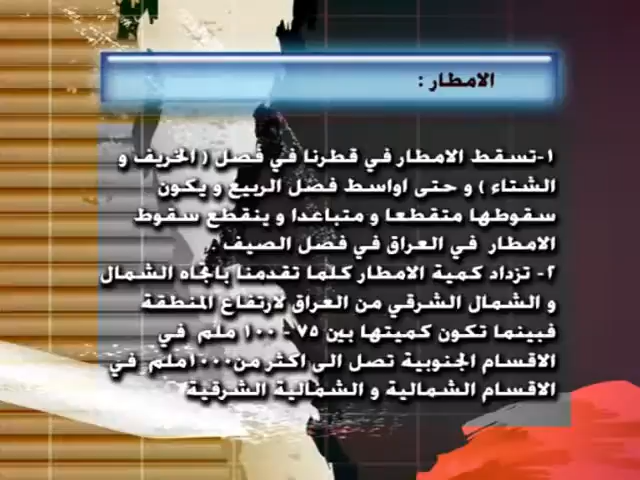 الامطار :
١-تسقط الامطار في قطرنا في فصل ( الخريف و
الشتاء ) و حتى اواسط فصل الربيع و يكون
سقوطها متقطعا و متباعدا و ينقطع سقوط
الامطار في العراق في فصل الصيف .
٢- تزداد كمية الامطار كلما تقدمنا باتجاه الشمال
و الشمال الشرقي من العراق لارتفاع المنطقة
فبينما تكون كميتها بين ٧٥ - ١٠٠ ملم في
الاقسام الجنوبية تصل الى اكثر من١٠٠٠ملم في
الاقسام الشمالية و الشمالية الشرقية